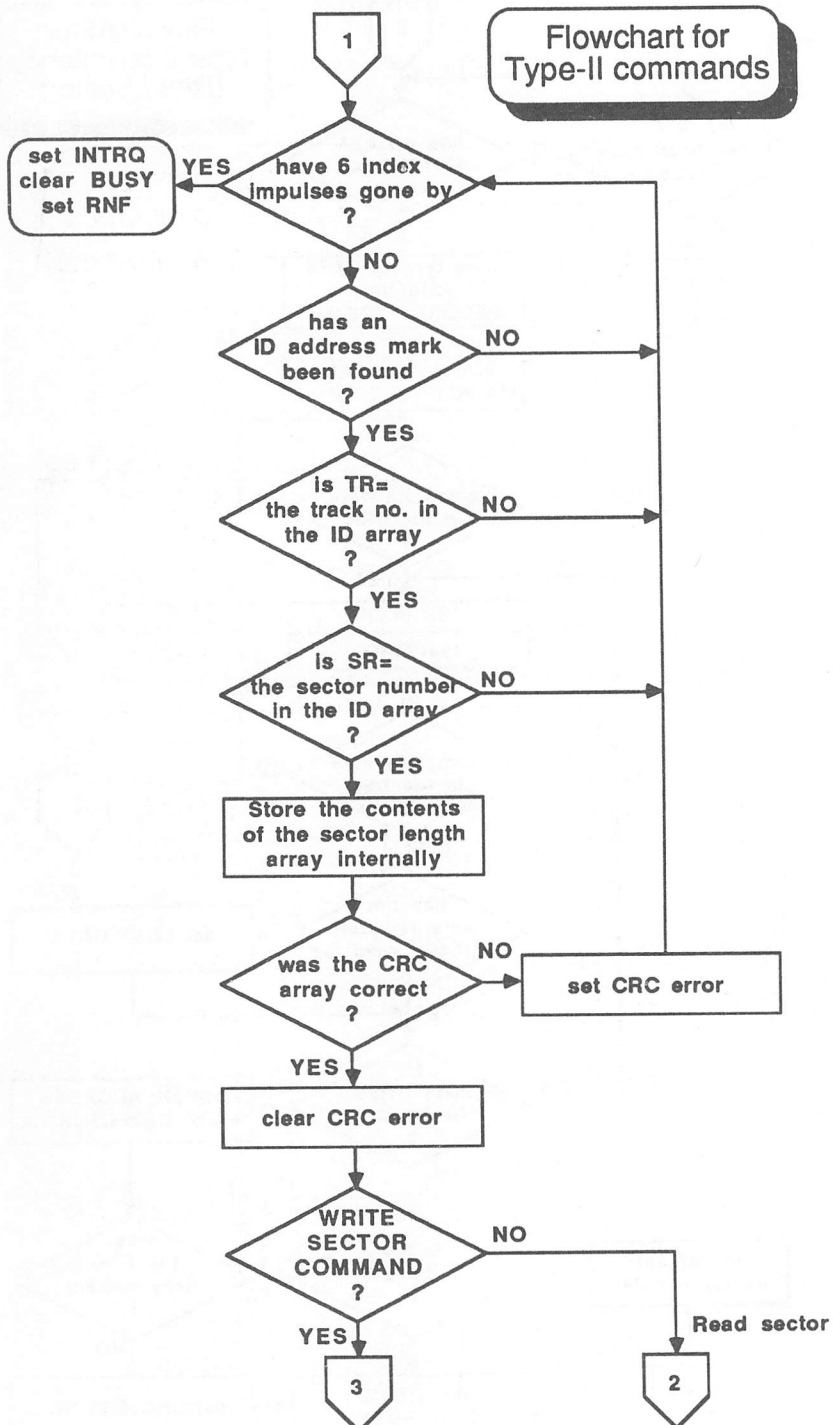 1
Flowchart for
Type-II commands
have 6 index
impulses gone by
?
YES
set INTRQ
clear BUSY
set RNF
NO
has an
ID address mark
been found
?
NO
YES
is TR=
the track no. in
the ID array
?
NO
YES
is SR=
the sector number
in the ID array
?
NO
YES
Store the contents
of the sector length
array internally
was the CRC
array correct
?
NO
set CRC error
YES
clear CRC error
WRITE
SECTOR
COMMAND
?
NO
Read sector
YES
3
2